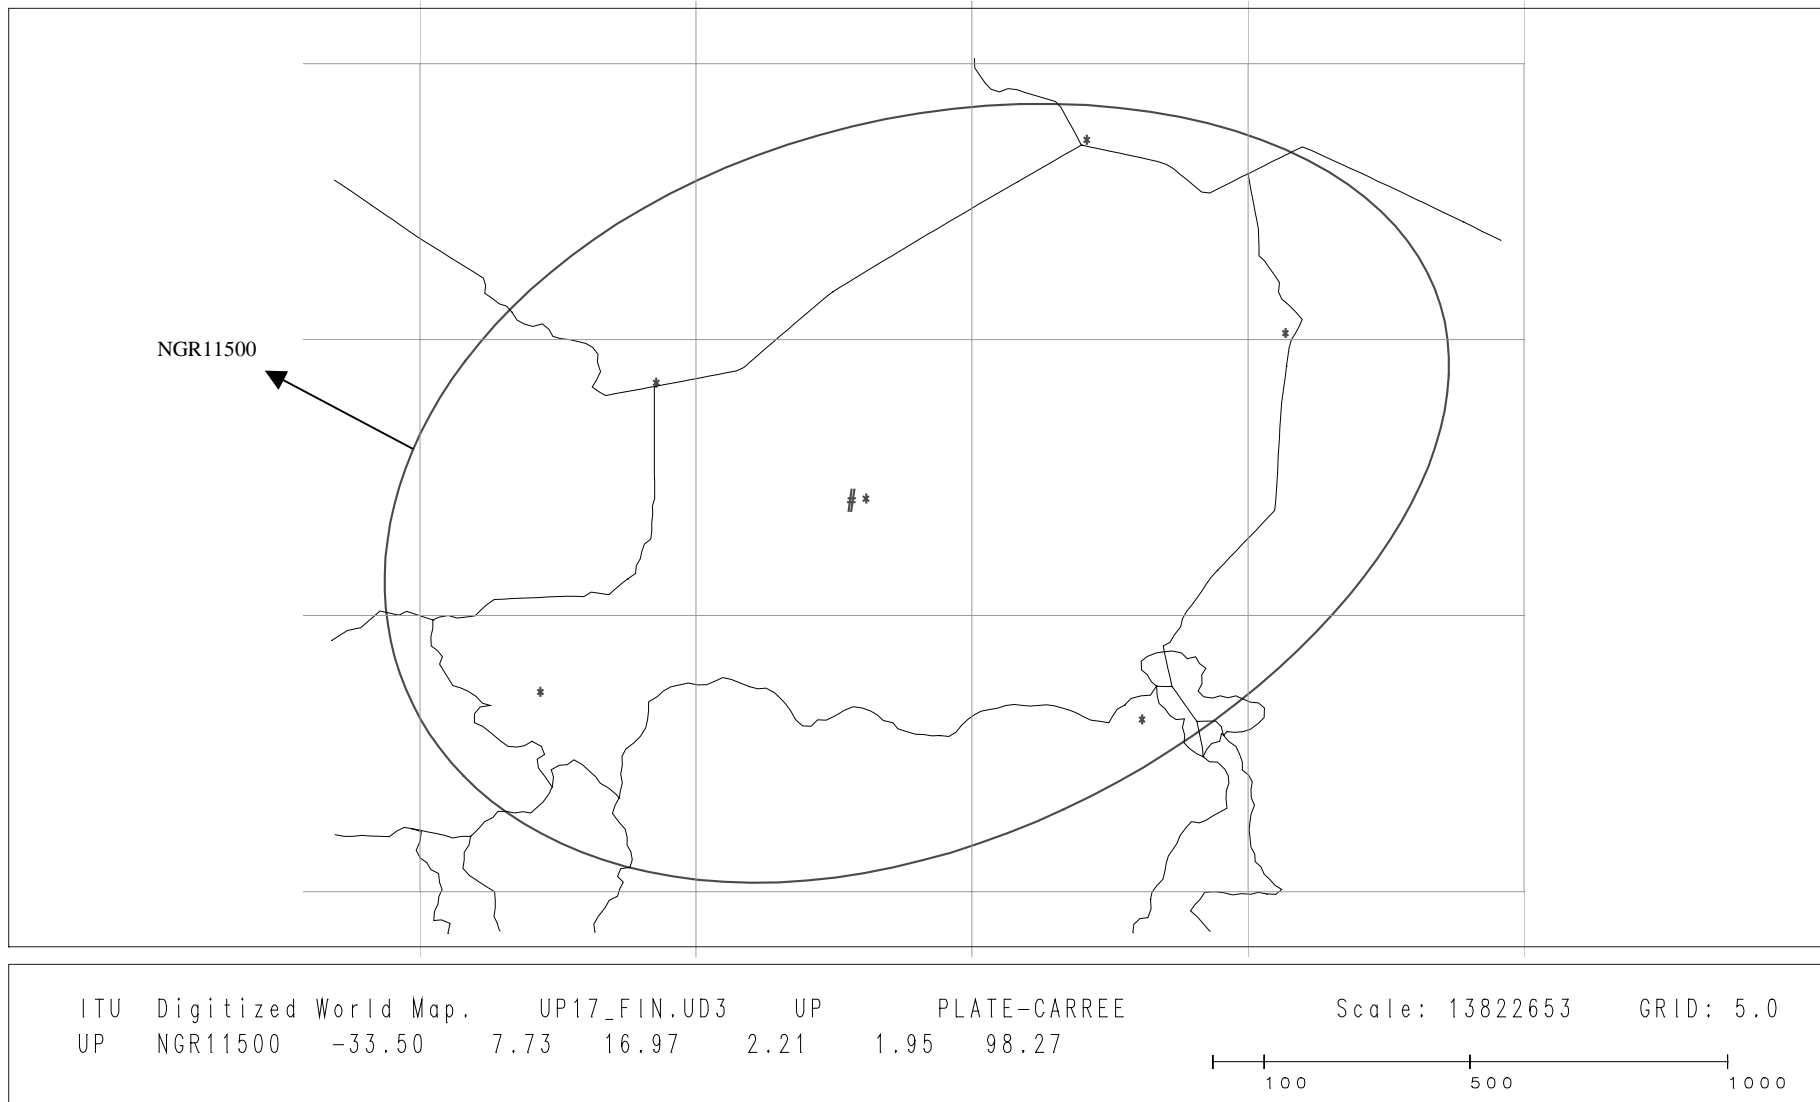 NGR11500
#*
ITU Digitized World Map. UP17_FIN.UD3 UP PLATE-CARREE Scale: 13822653 GRID: 5.0
UP NGR11500 -33.50 7.73 16.97 2.21 1.95 98.27
100 500 1000